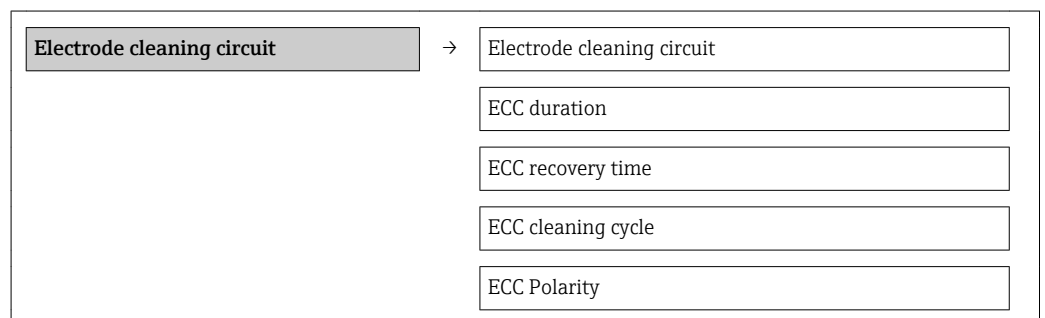 Electrode cleaning circuit → Electrode cleaning circuit
ECC duration
ECC recovery time
ECC cleaning cycle
ECC Polarity